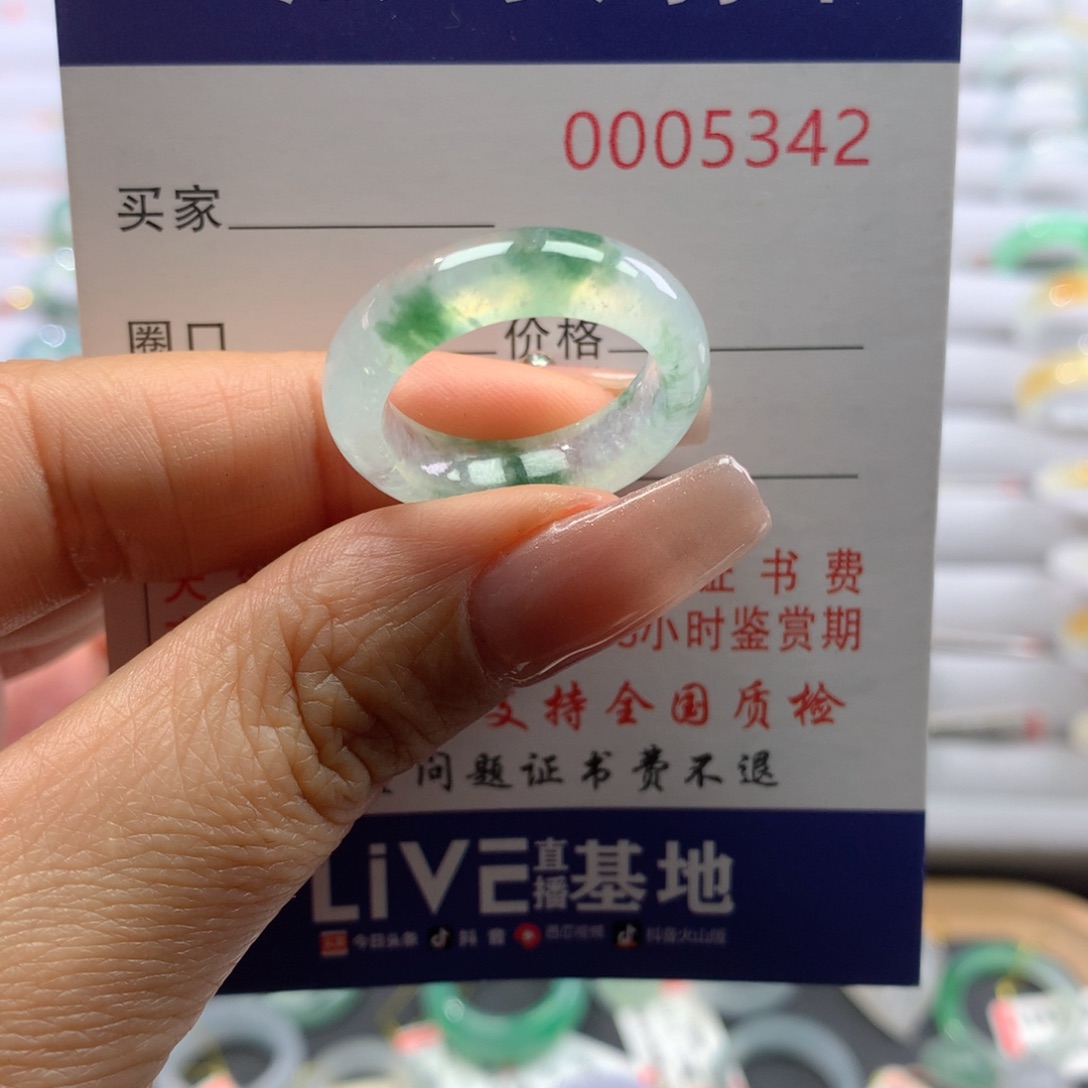 0005342
买家
圈口 价格
证书费
小时鉴赏期
支持全国质检
问题证书费不退
LiVE直播基地
今日头条 抖音 西瓜视频 抖音火山版